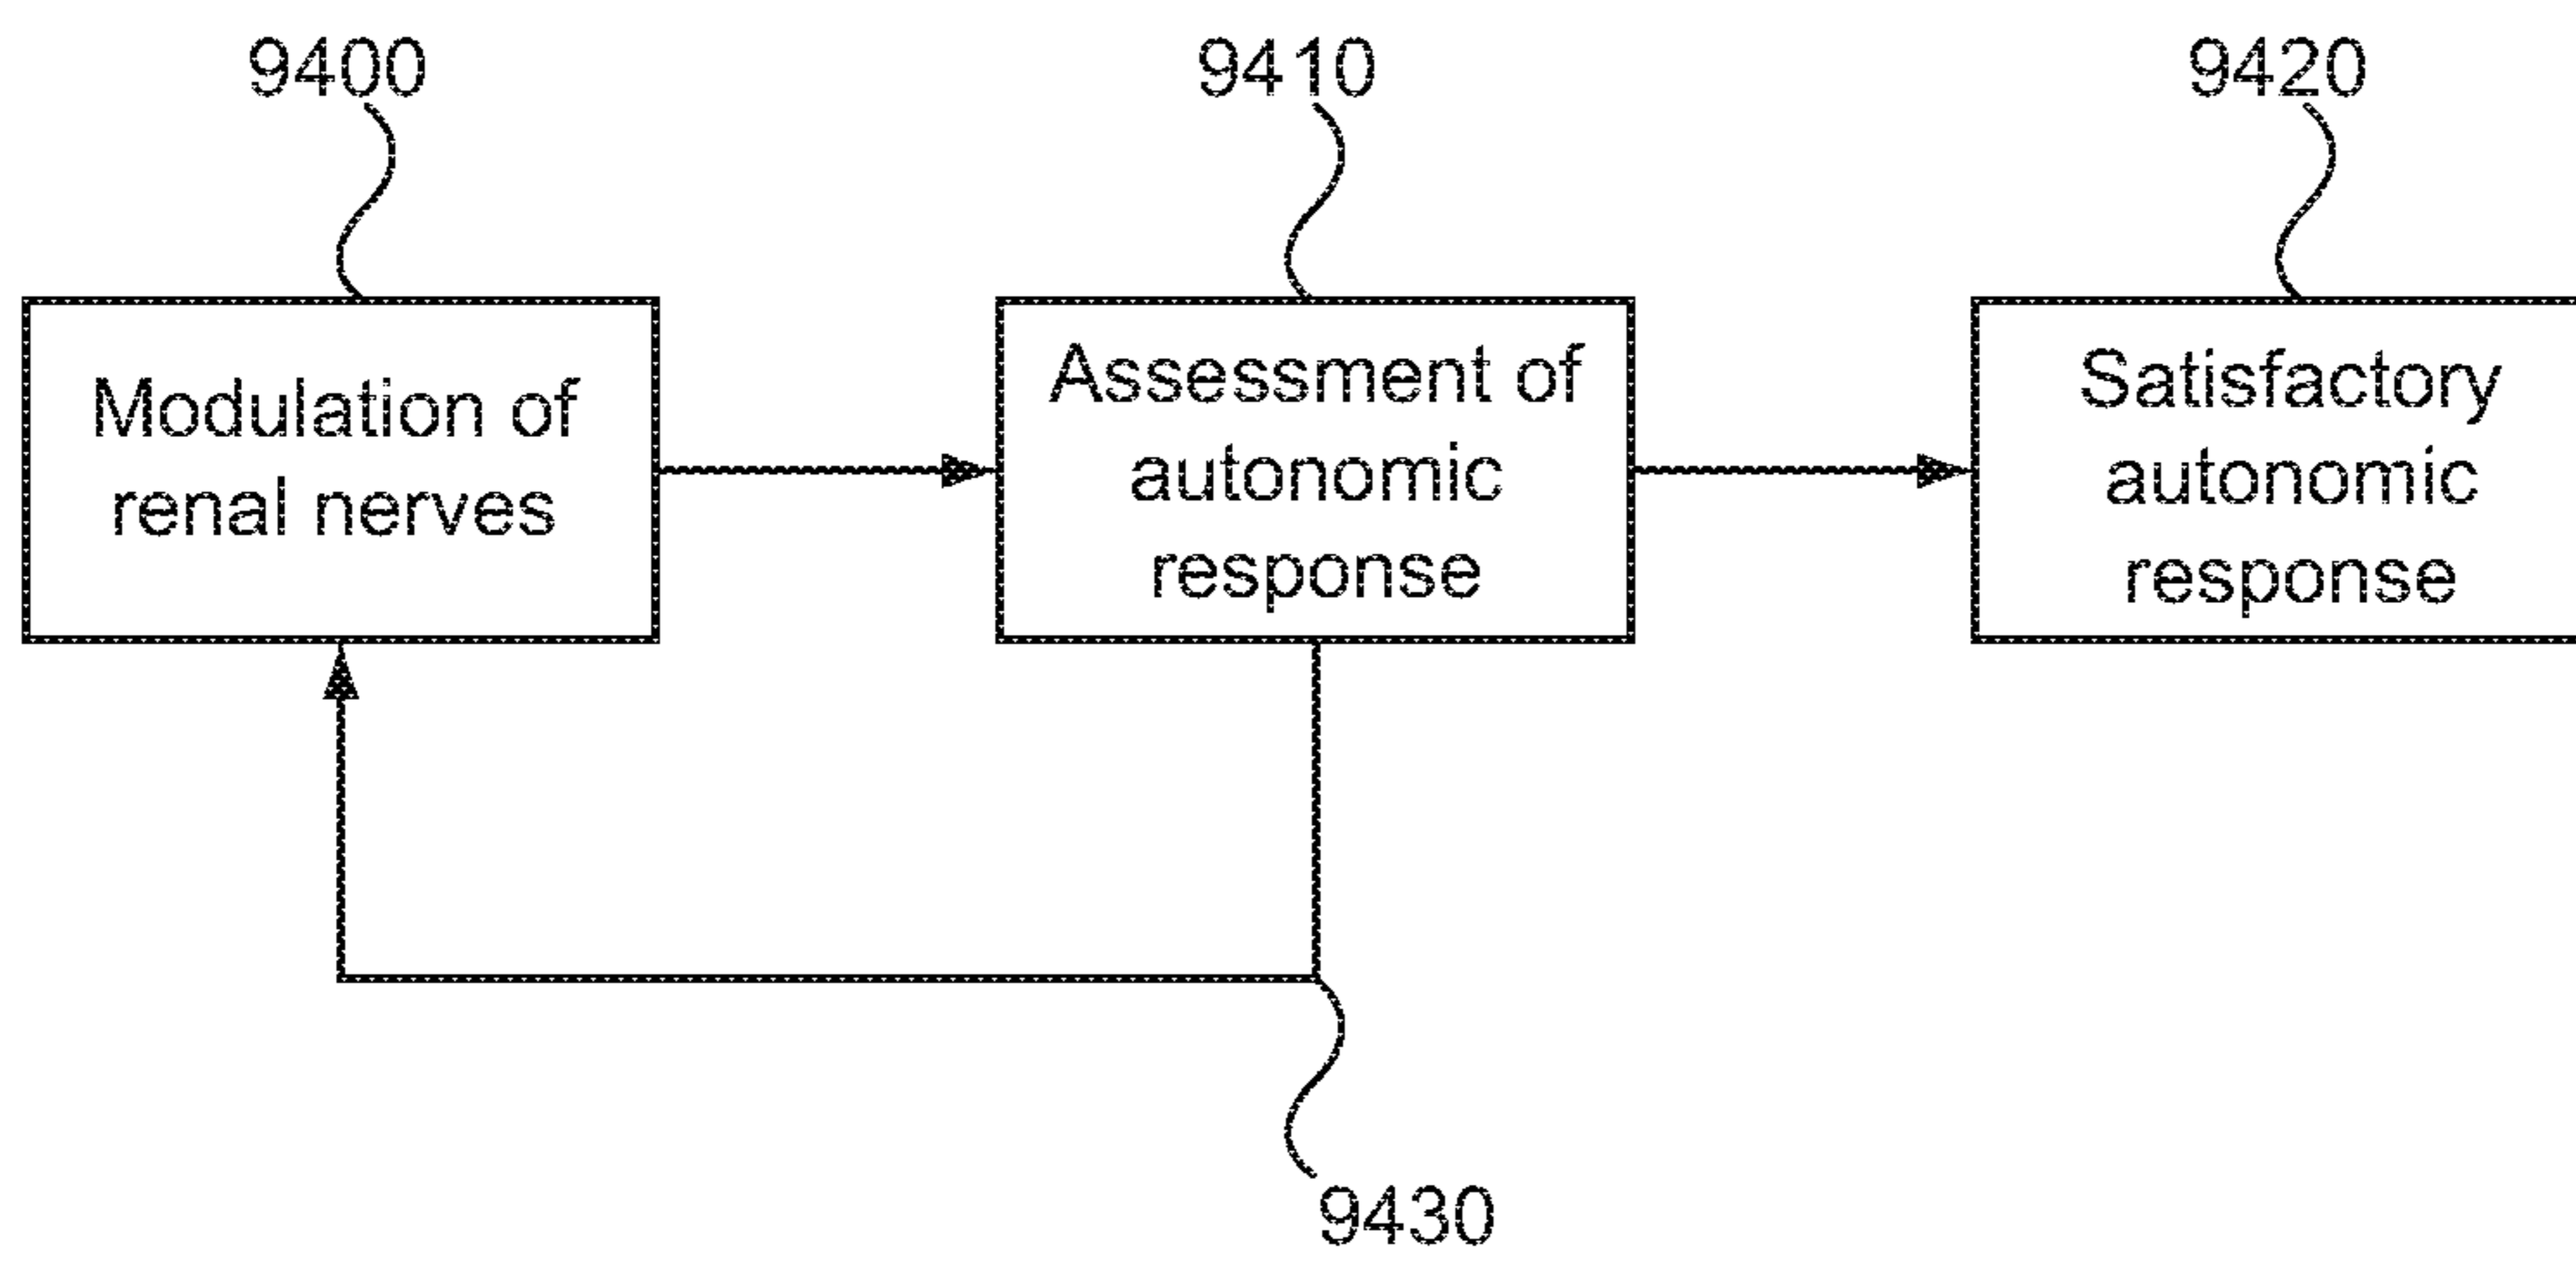 9400
9410
9420
Modulation of
renal nerves
Assessment of
autonomic
response
Satisfactory
autonomic
response
9430